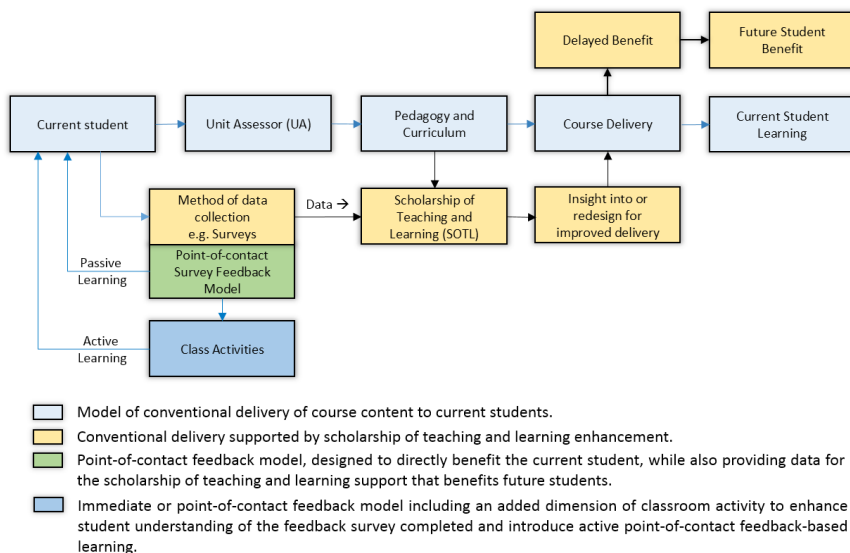 Delayed Benefit
Future Student
Benefit
Current student
Unit Assessor (UA)
Pedagogy and
Curriculum
Course Delivery
Current Student
Learning
Method of data
collection
e.g. Surveys
Data →
Scholarship
of Teaching
and Learning (SOTL)
Insight into or
redesign for
improved delivery
Passive
Learning
Point-of-contact
Survey Feedback
Model
Active
Learning
Class Activities
Model of conventional delivery of course content to current students.
Conventional delivery supported by scholarship of teaching and learning enhancement.
Point-of-contact feedback model, designed to directly benefit the current student, while also providing data for
the scholarship of teaching and learning support that benefits future students.
Immediate or point-of-contact feedback model including an added dimension of classroom activity to enhance
student understanding of the feedback survey completed and introduce active point-of-contact feedback-based
learning.